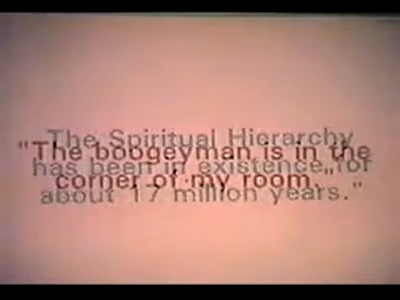 The Spiritual Hierarchy
has been in existence for
about 17 million years."
"The boogeyman is in the
corner of my room."